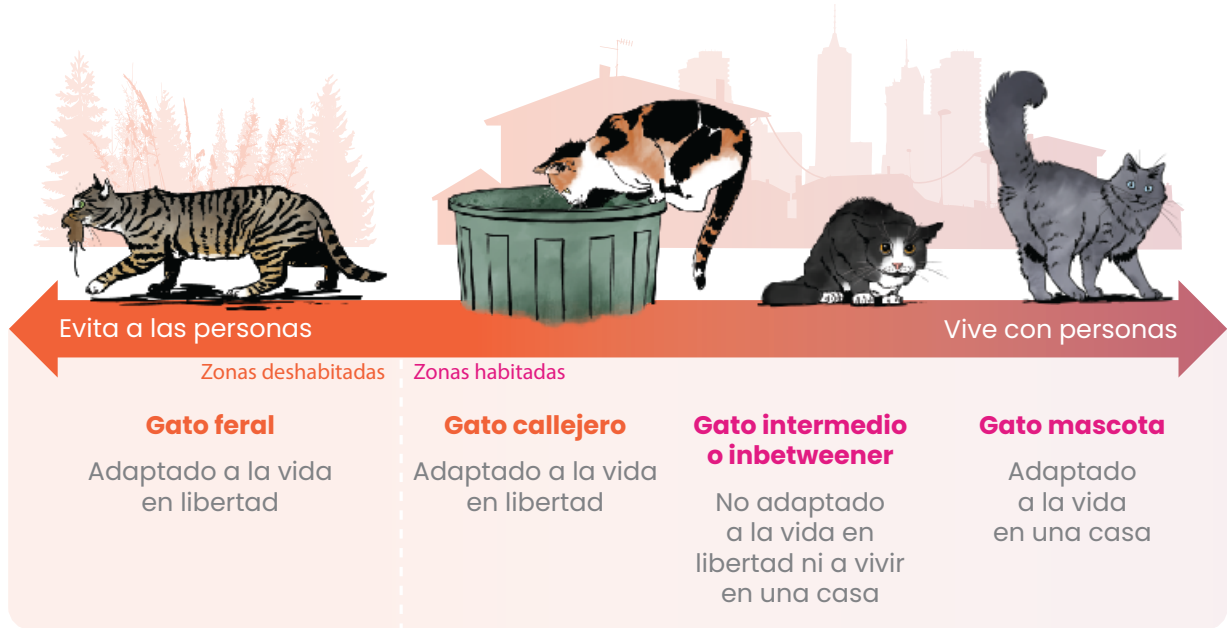 Evita a las personas
Vive con personas
Zonas deshabitadas
Zonas habitadas
Gato feral
Adaptado a la vida
en libertad
Gato callejero
Adaptado a la vida
en libertad
Gato intermedio
o inbetweener
No adaptado
a la vida en
libertad ni a vivir
en una casa
Gato mascota
Adaptado
a la vida
en una casa